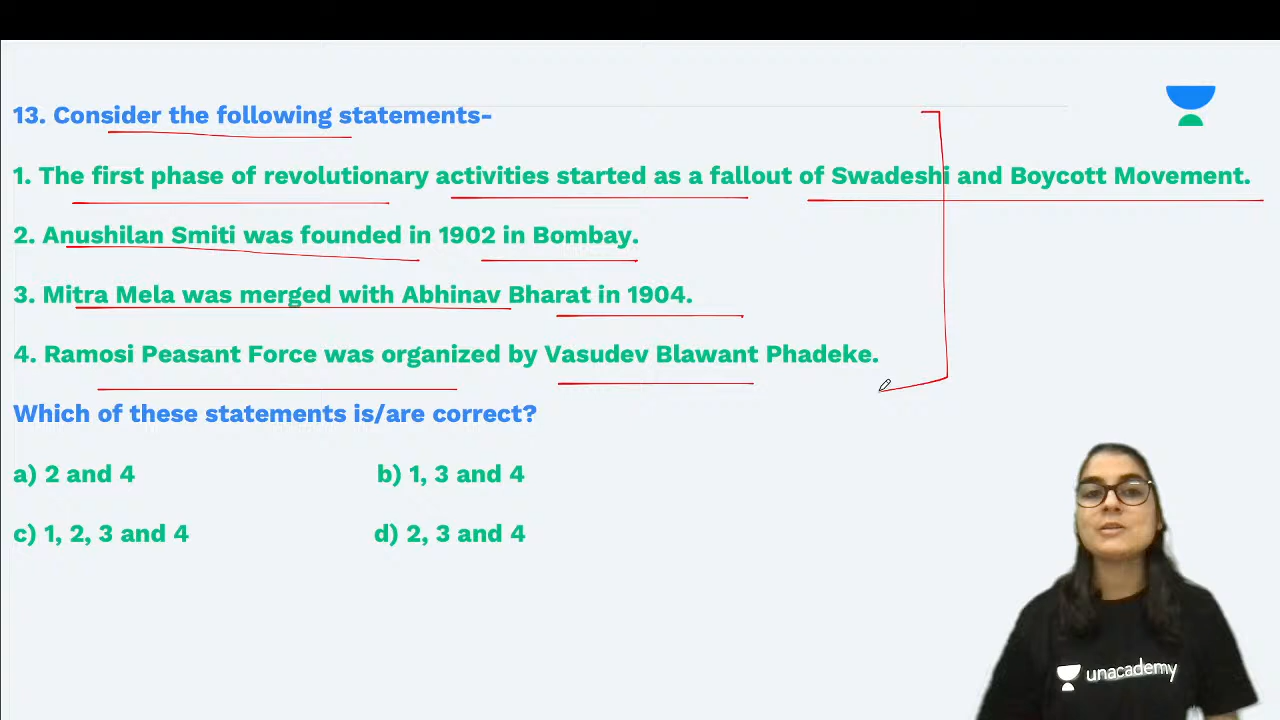 13. Consider the following statements-
1. The first phase of revolutionary activities started as a fallout of Swadeshi and Boycott Movement.
2. Anushilan Smiti was founded in 1902 in Bombay.
3. Mitra Mela was merged with Abhinav Bharat in 1904.
4. Ramosi Peasant Force was organized by Vasudev Blawant Phadeke.
Which of these statements is/are correct?
a) 2 and 4 b) 1, 3 and 4
c) 1, 2, 3 and 4 d) 2, 3 and 4
unacademy